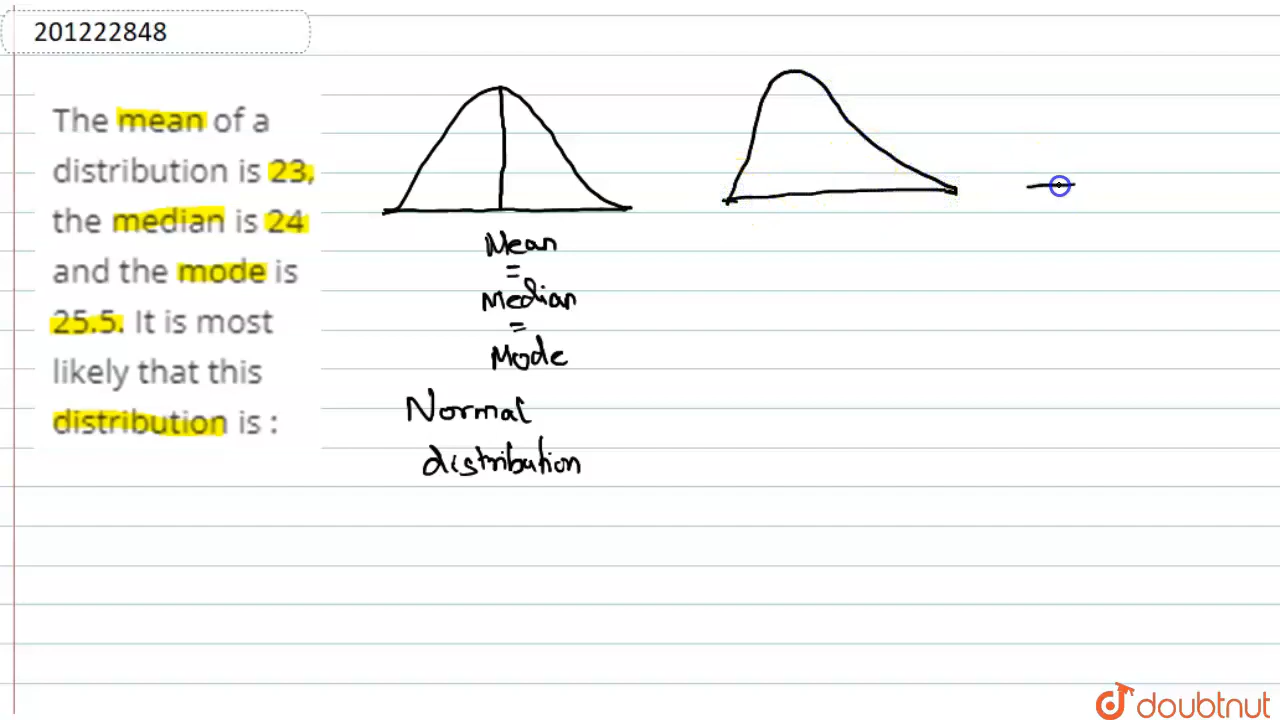 201222848
The mean of a
distribution is 23,
the median is 24
and the mode is
25.5. It is most
likely that this
distribution is :
Mean
=
Median
=
Mode
Normal
distribution
doubtnut